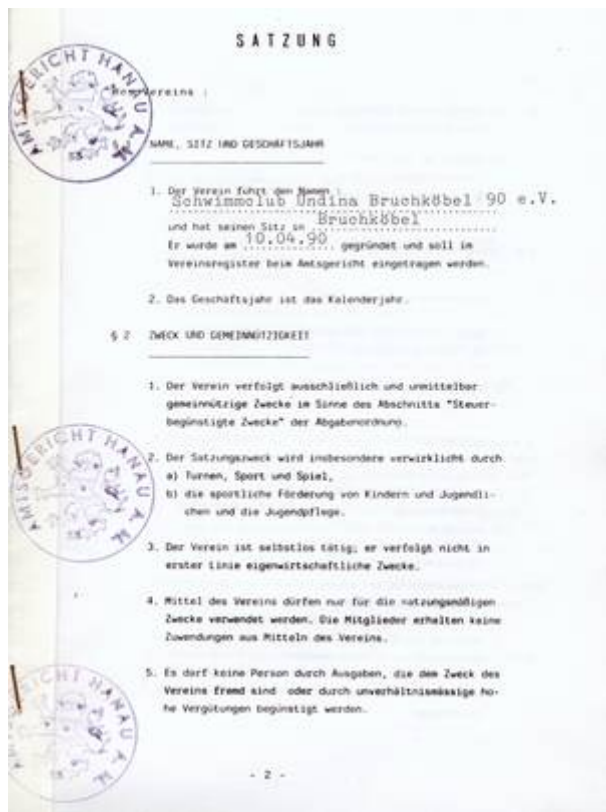 SATZUNG
des Vereins :
§ 1 NAME, SITZ UND GESCHÄFTSJAHR
1. Der Verein führt den Namen :
Schwimmclub Undina Bruchköbel 90 e.V.
und hat seinen Sitz in Bruchköbel
Er wurde am 10.04.90 gegründet und soll im
Vereinsregister beim Amtsgericht eingetragen werden.
2. Das Geschäftsjahr ist das Kalenderjahr.
§ 2 ZWECK UND GEMEINNÜTZIGKEIT
1. Der Verein verfolgt ausschließlich und unmittelbar
gemeinnützige Zwecke im Sinne des Abschnitts "Steuer-
begünstigte Zwecke" der Abgabenordnung.
2. Der Satzungszweck wird insbesondere verwirklicht durch
a) Turnen, Sport und Spiel,
b) die sportliche Förderung von Kindern und Jugendli-
chen und die Jugendpflege.
3. Der Verein ist selbstlos tätig; er verfolgt nicht in
erster Linie eigenwirtschaftliche Zwecke.
4. Mittel des Vereins dürfen nur für die satzungsmäßigen
Zwecke verwendet werden. Die Mitglieder erhalten keine
Zuwendungen aus Mitteln des Vereins.
5. Es darf keine Person durch Ausgaben, die dem Zweck des
Vereins fremd sind oder durch unverhältnismässige ho-
he Vergütungen begünstigt werden.
- 2 -
AMTSGERICHT HANAU A.M.
AMTSGERICHT HANAU A.M.
AMTSGERICHT HANAU A.M.